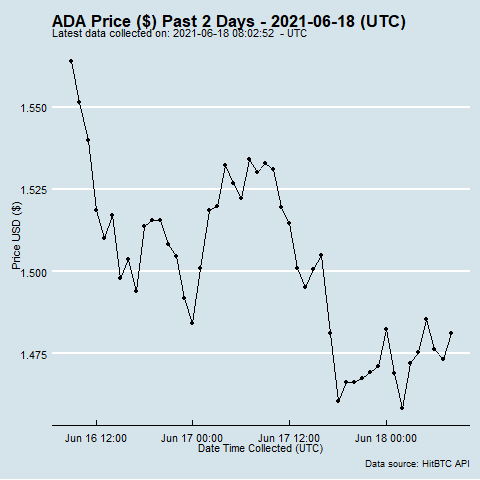 ADA Price ($) Past 2 Days - 2021-06-18 (UTC)
Latest data collected on: 2021-06-18 08:02:52 - UTC
Price USD ($)
1.550
1.525
1.500
1.475
Jun 16 12:00 Jun 17 00:00 Jun 17 12:00 Jun 18 00:00
Date Time Collected (UTC)
Data source: HitBTC API